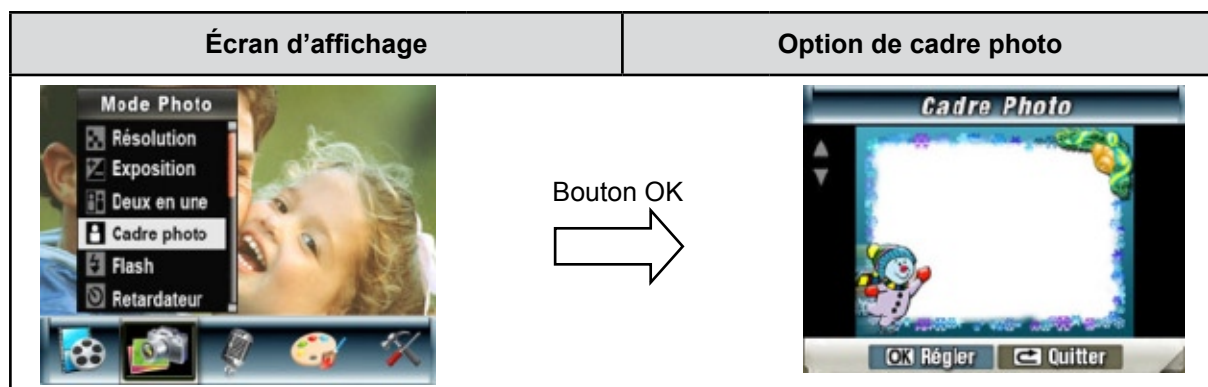 Écran d'affichage
Option de cadre photo
Mode Photo
Résolution
Exposition
Deux en une
Cadre photo
Flash
Retardateur
Bouton OK
Cadre Photo
OK Régler
Quitter